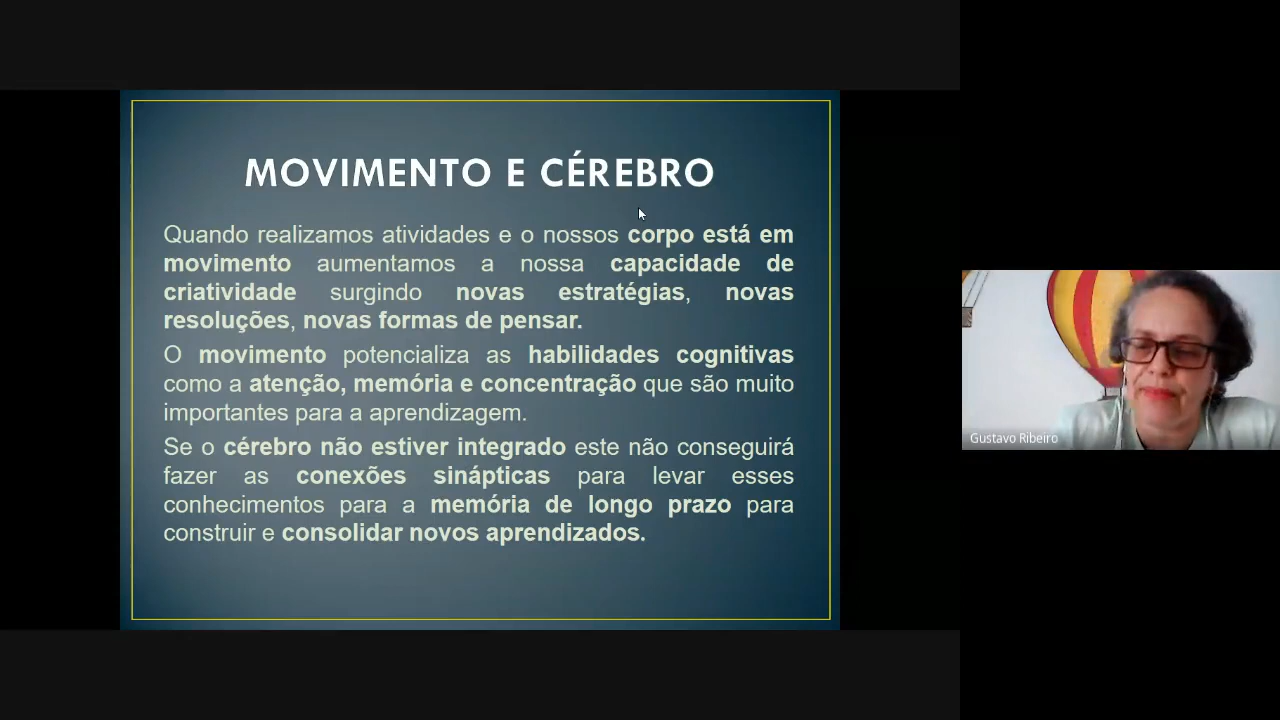 MOVIMENTO E CÉREBRO
Quando realizamos atividades e o nossos corpo está em
movimento aumentamos a nossa capacidade de
criatividade surgindo novas estratégias, novas
resoluções, novas formas de pensar.
O movimento potencializa as habilidades cognitivas
como a atenção, memória e concentração que são muito
importantes para a aprendizagem.
Se o cérebro não estiver integrado este não conseguirá
fazer as conexões sinápticas para levar esses
conhecimentos para a memória de longo prazo para
construir e consolidar novos aprendizados.
Gustavo Ribeiro